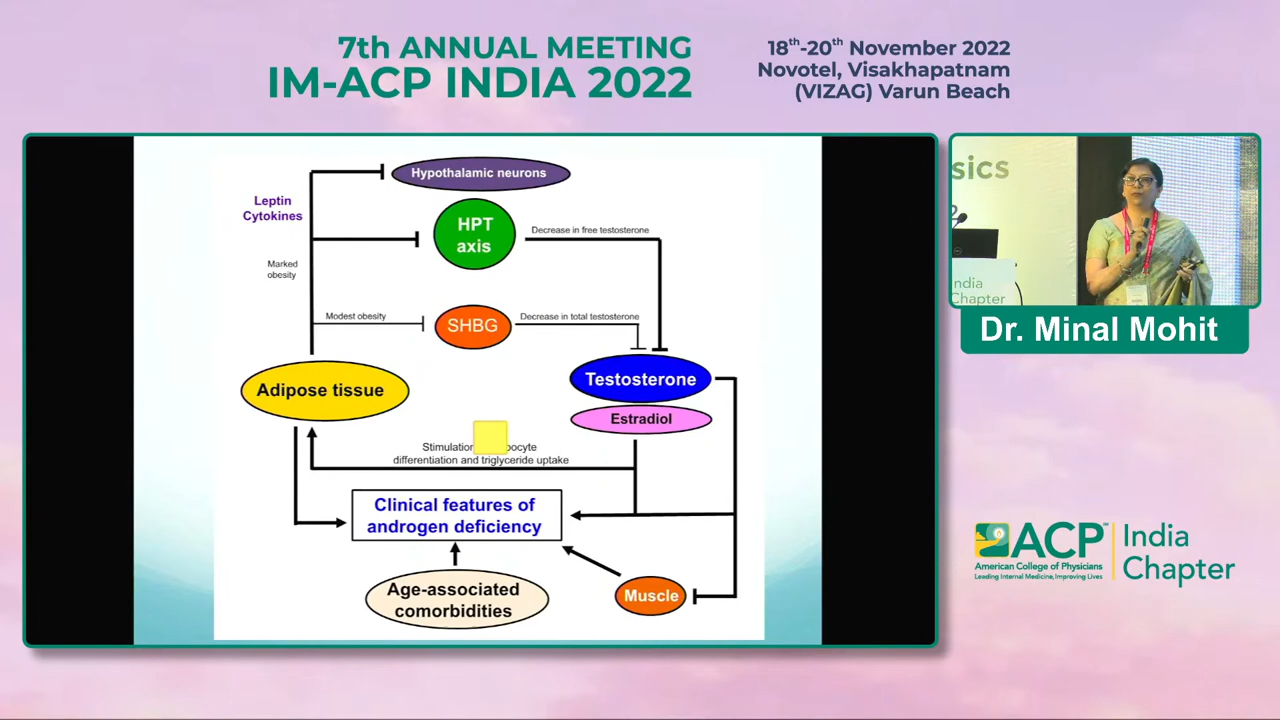 7th ANNUAL MEETING
IM-ACP INDIA 2022
18th-20th November 2022
Novotel, Visakhapatnam
(VIZAG) Varun Beach
Hypothalamic neurons
Leptin
Cytokines
HPT
axis
Decrease in free testosterone
Marked
obesity
Modest obesity
SHBG
Decrease in total testosterone
Adipose tissue
Testosterone
Estradiol
differentiation and triglyceride uptake
Clinical features of
androgen deficiency
Age-associated
comorbidities
Muscle
sics
ndia
Chapter
Dr. Minal Mohit
ACP
American College of Physicians
Leading Internal Medicine, Improving Lives
India
Chapter